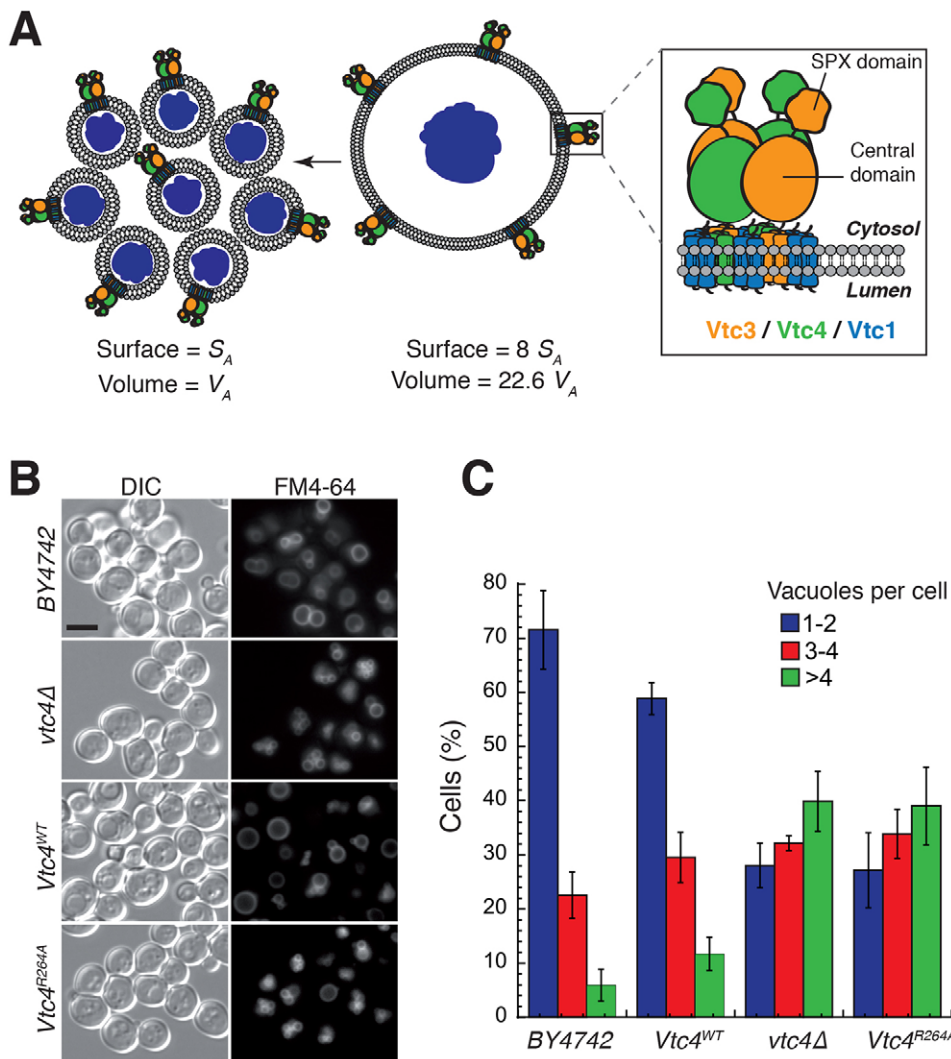 A
SPX domain
Central
domain
Cytosol
Lumen
Vtc3 / Vtc4 / Vtc1
Surface = S_A
Volume = V_A
Surface = 8 S_A
Volume = 22.6 V_A
B
DIC
FM4-64
BY4742
vtc4Δ
Vtc4^WT
Vtc4^R264A
C
Vacuoles per cell
1-2
3-4
>4
Cells (%)
80
70
60
50
40
30
20
10
0
BY4742
Vtc4^WT
vtc4Δ
Vtc4^R264A